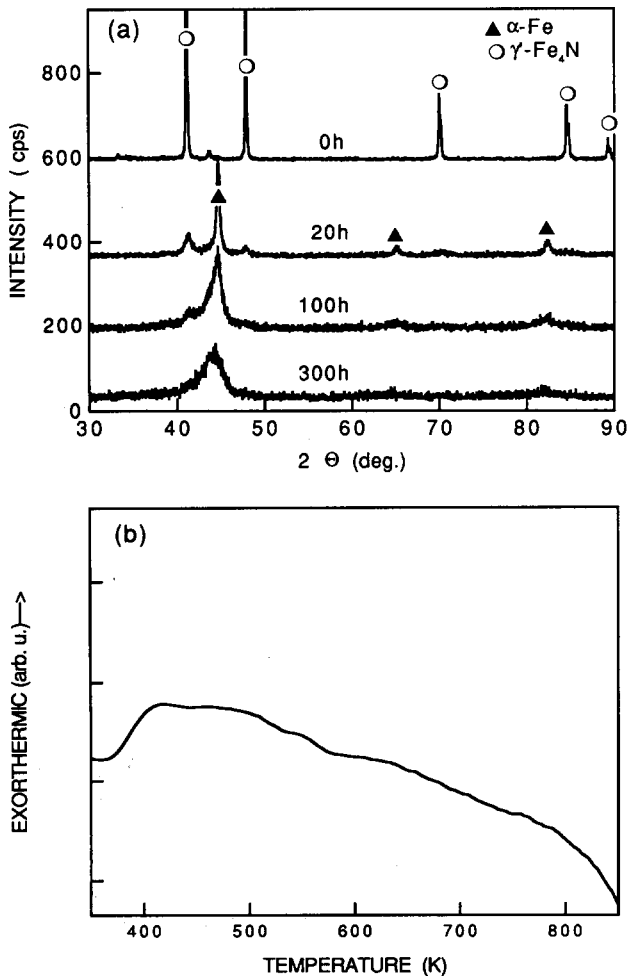 (a)
▲ α-Fe
○ γ'-Fe4N
800
600
400
200
0
INTENSITY ( cps)
0h
20h
100h
300h
30 40 50 60 70 80 90
2 Θ (deg.)
(b)
EXORTHERMIC (arb. u.)—>
400 500 600 700 800
TEMPERATURE (K)